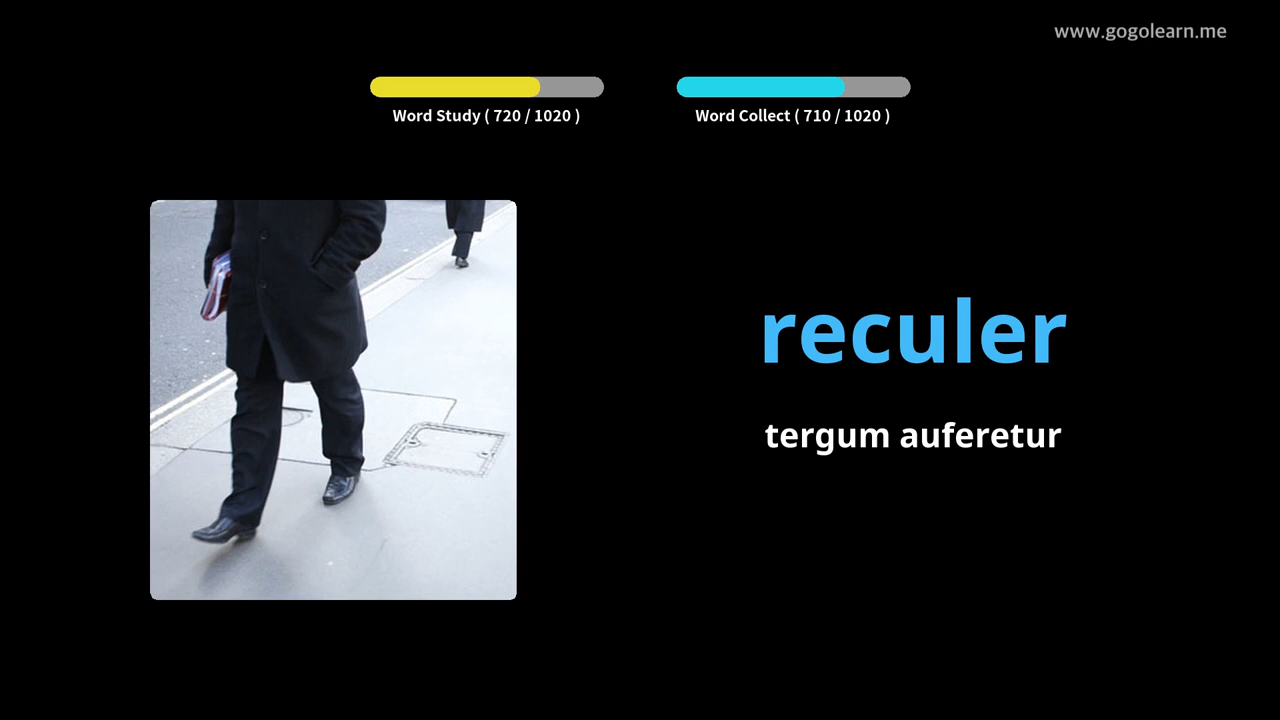 www.gogolearn.me
Word Study ( 720 / 1020 )
Word Collect ( 710 / 1020 )
reculer
tergum auferetur